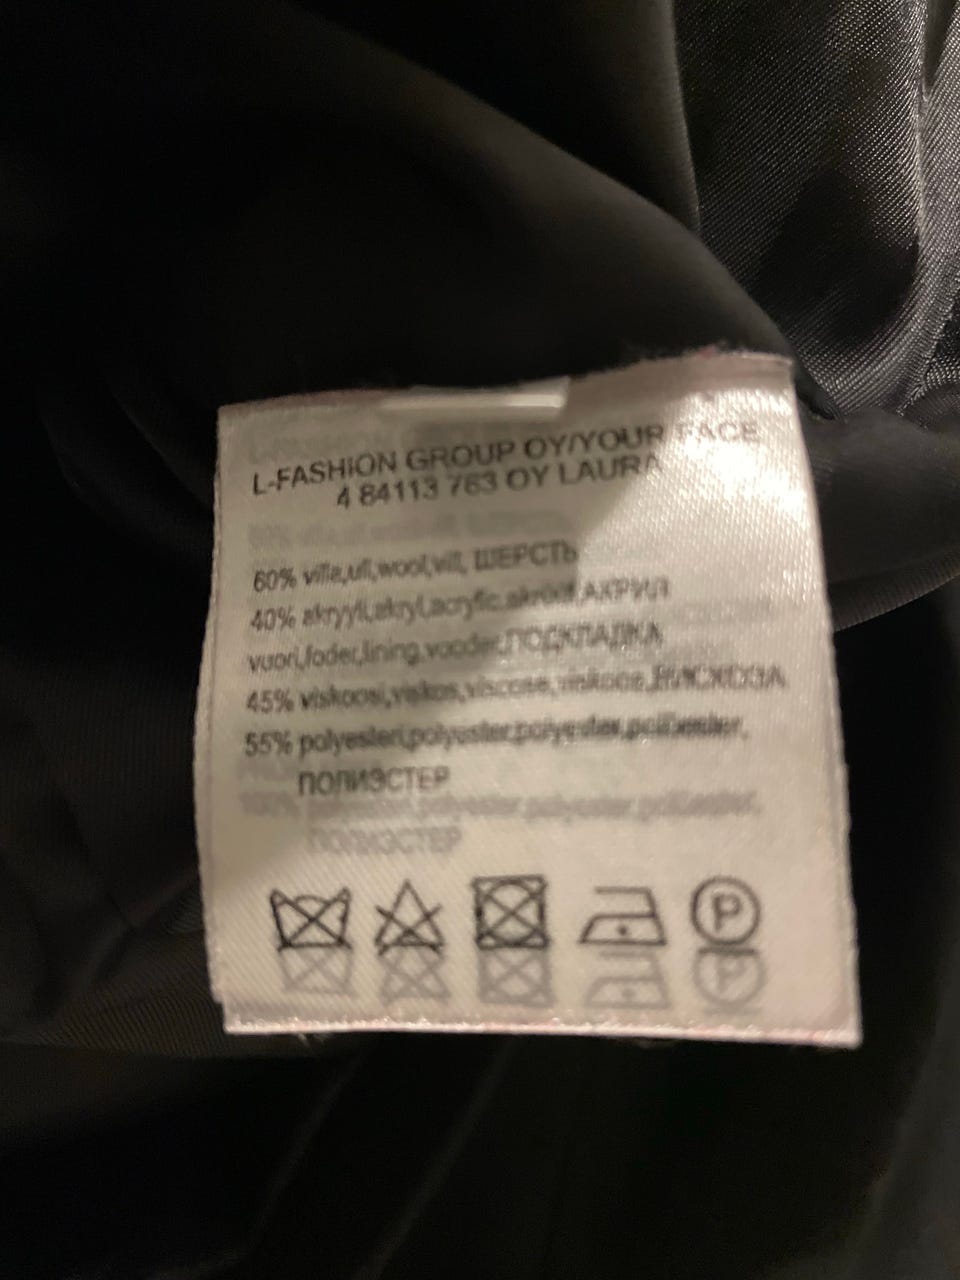 L-FASHION GROUP OY/YOUR FACE
4 84113 763 OY LAURA
60% villa,ull,wool,vill, ШЕРСТЬ
40% akryyli,akryl,acrylic,akrüül,АКРИЛ
vuori,foder,lining,vooder,ПОДКЛАДКА
45% viskoosi,viskos,viscose,viskoos,ВИСКОЗА
55% polyesteri,polyester,polyester,polüester,
ПОЛИЭСТЕР
P